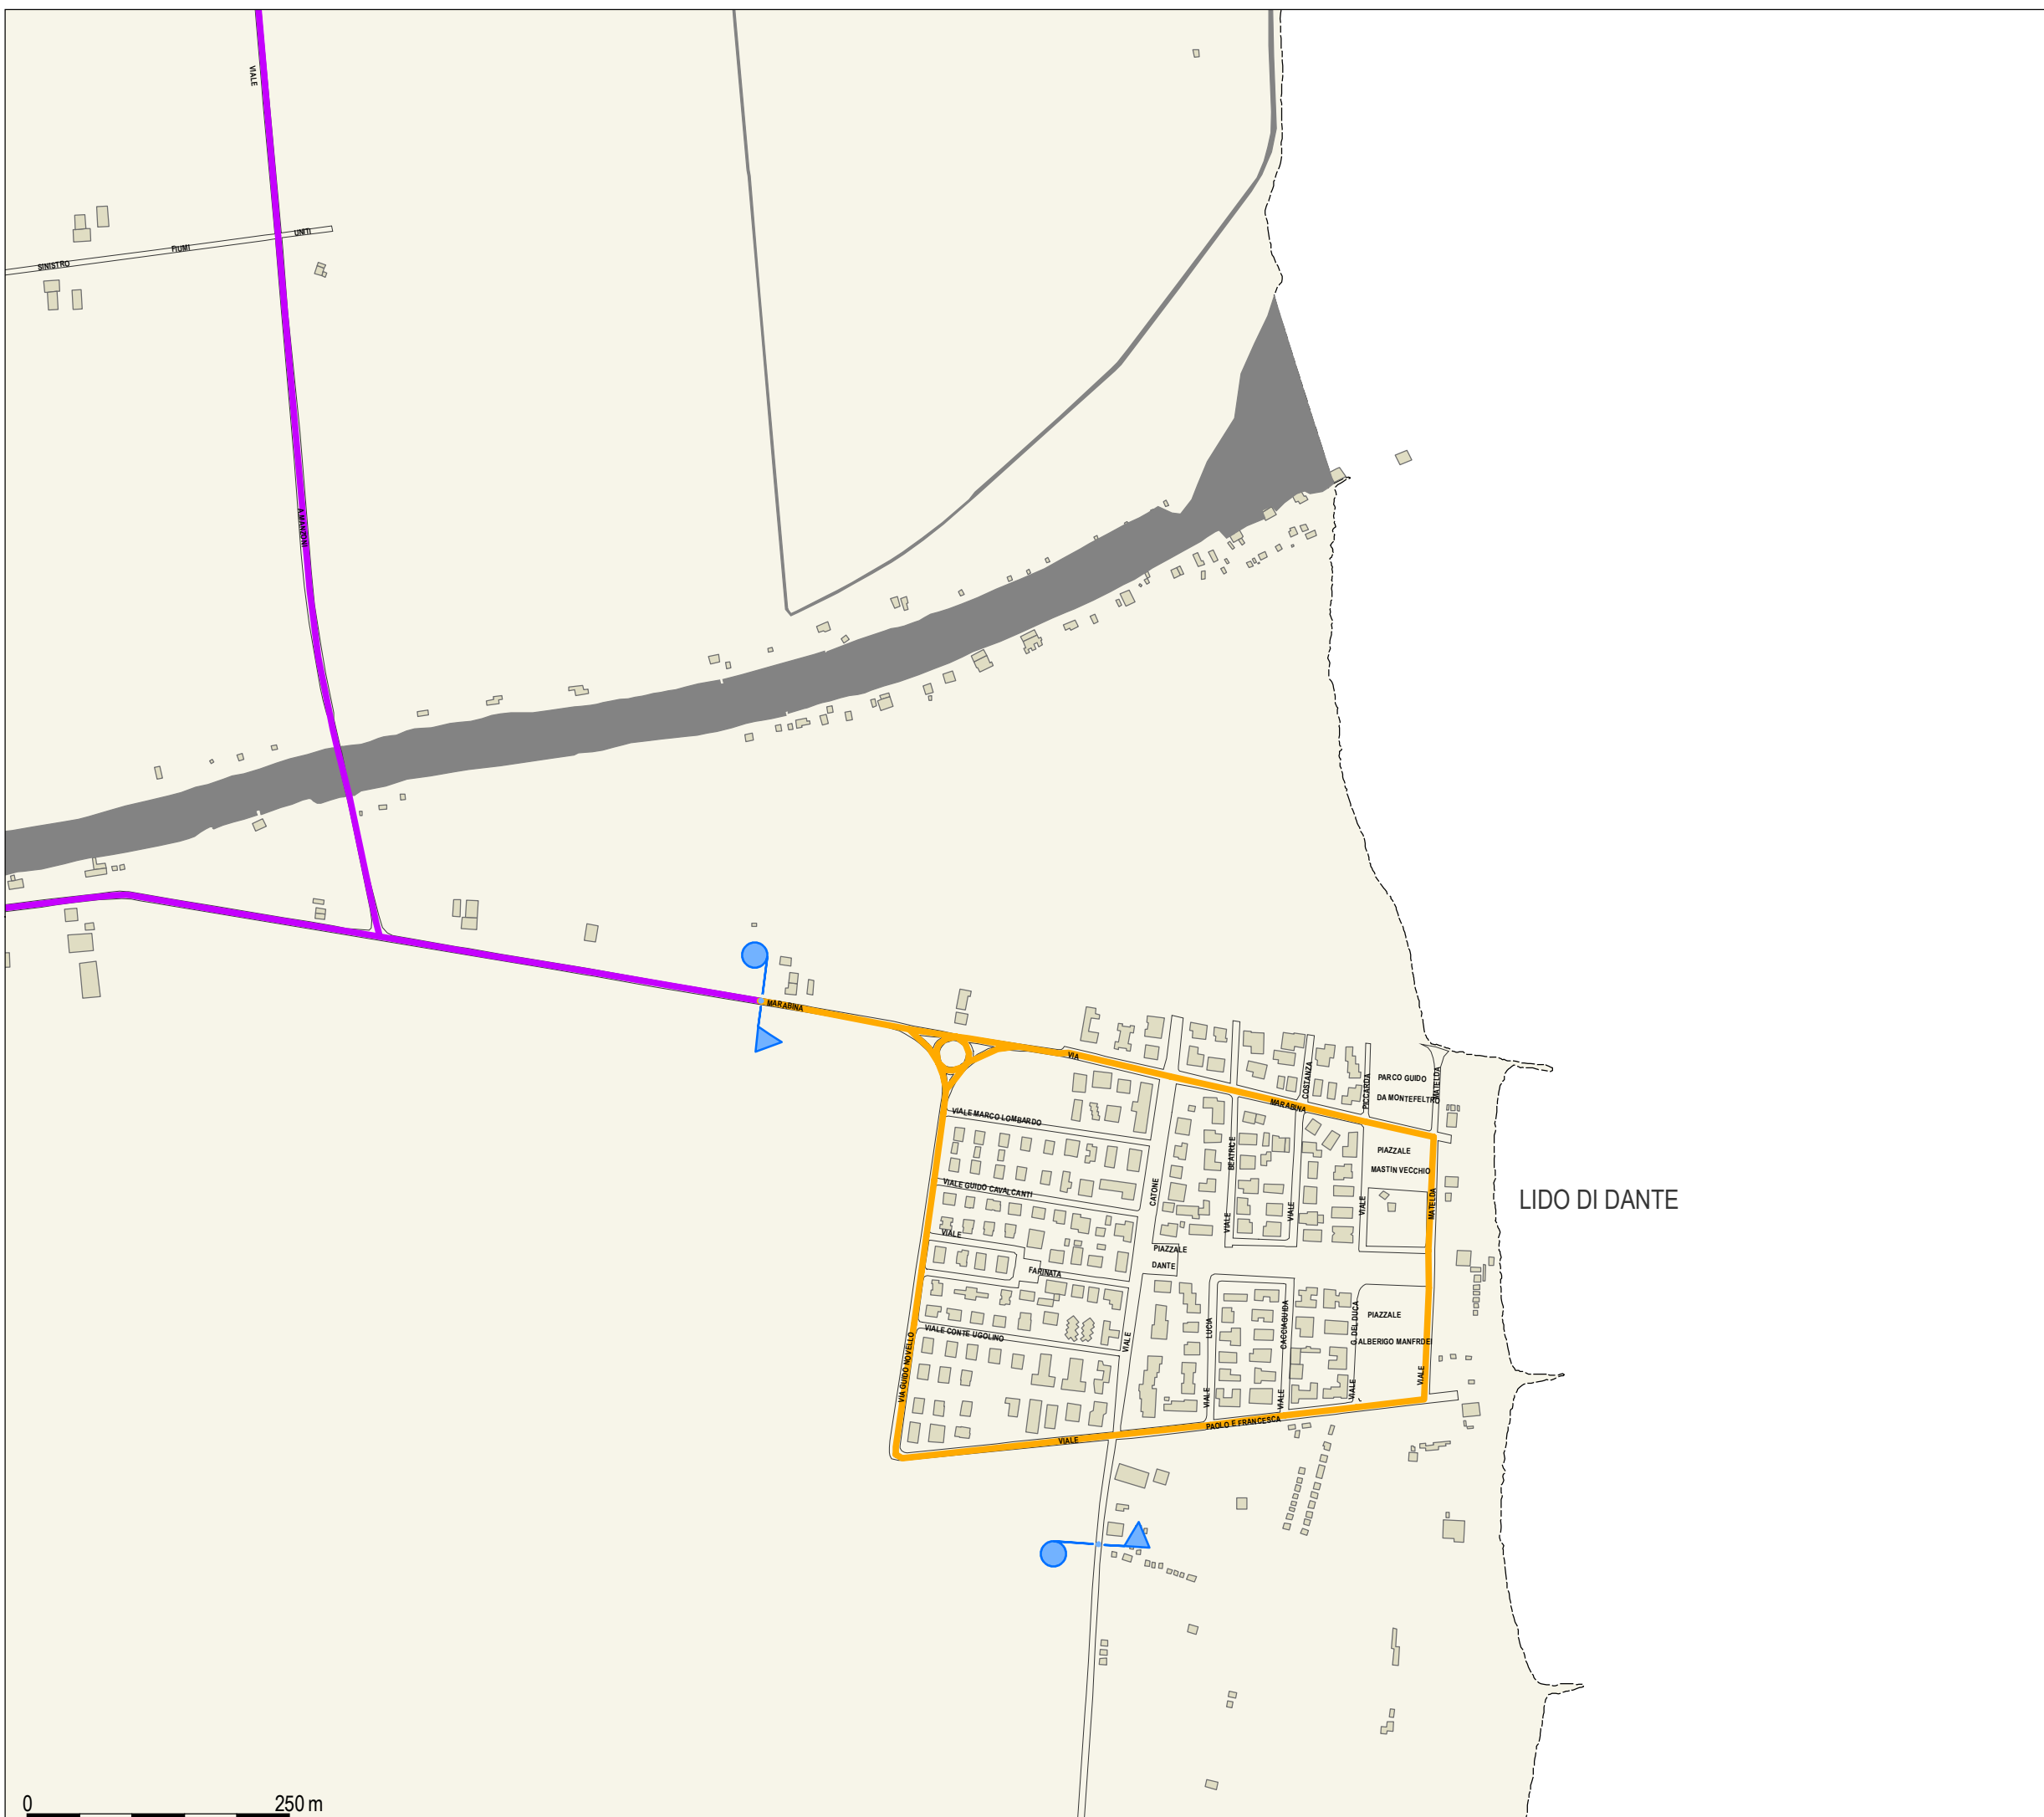 VIALE
UNITI
FIUMI
SINISTRO
A.MANZONI
MARABINA
VIA
COSTANZA
PICCARDA
PARCO GUIDO
DA MONTEFELTRO
MATELDA
MARABINA
VIALE MARCO LOMBARDO
BEATRICE
PIAZZALE
MASTIN VECCHIO
VIALE GUIDO CAVALCANTI
CATONE
VIALE
VIALE
VIALE
MATELDA
LIDO DI DANTE
VIALE
PIAZZALE
DANTE
FARINATA
VIALE CONTE UGOLINO
VIALE
LUCIA
CACCIAGUIDA
G. DEL DUCA
PIAZZALE
ALBERIGO MANFRDEI
VIA GUIDO NOVELLO
VIALE
VIALE
VIALE
VIALE
VIALE
PAOLO E FRANCESCA
0
250 m